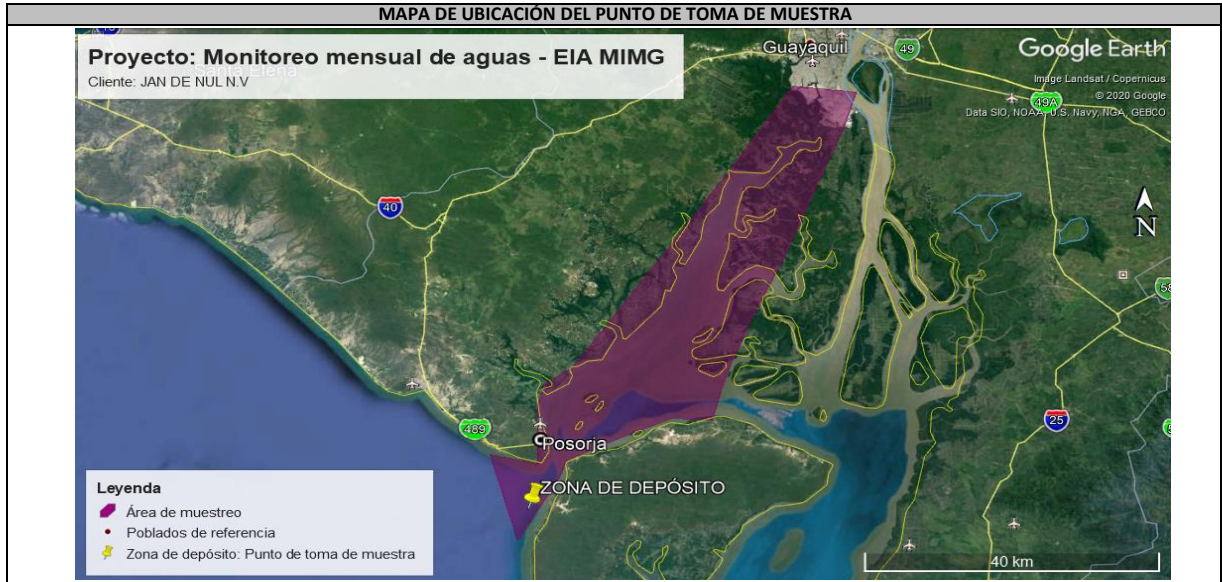 MAPA DE UBICACIÓN DEL PUNTO DE TOMA DE MUESTRA
Proyecto: Monitoreo mensual de aguas - EIA MIMG
Cliente: JAN DE NUL N.V
Guayaquil
49
Google Earth
Image Landsat / Copernicus
© 2020 Google
49A
Data SIO, NOAA, U.S. Navy, NGA, GEBCO
40
N
58
25
489
Posorja
ZONA DE DEPÓSITO
Leyenda
Área de muestreo
Poblados de referencia
Zona de depósito: Punto de toma de muestra
40 km